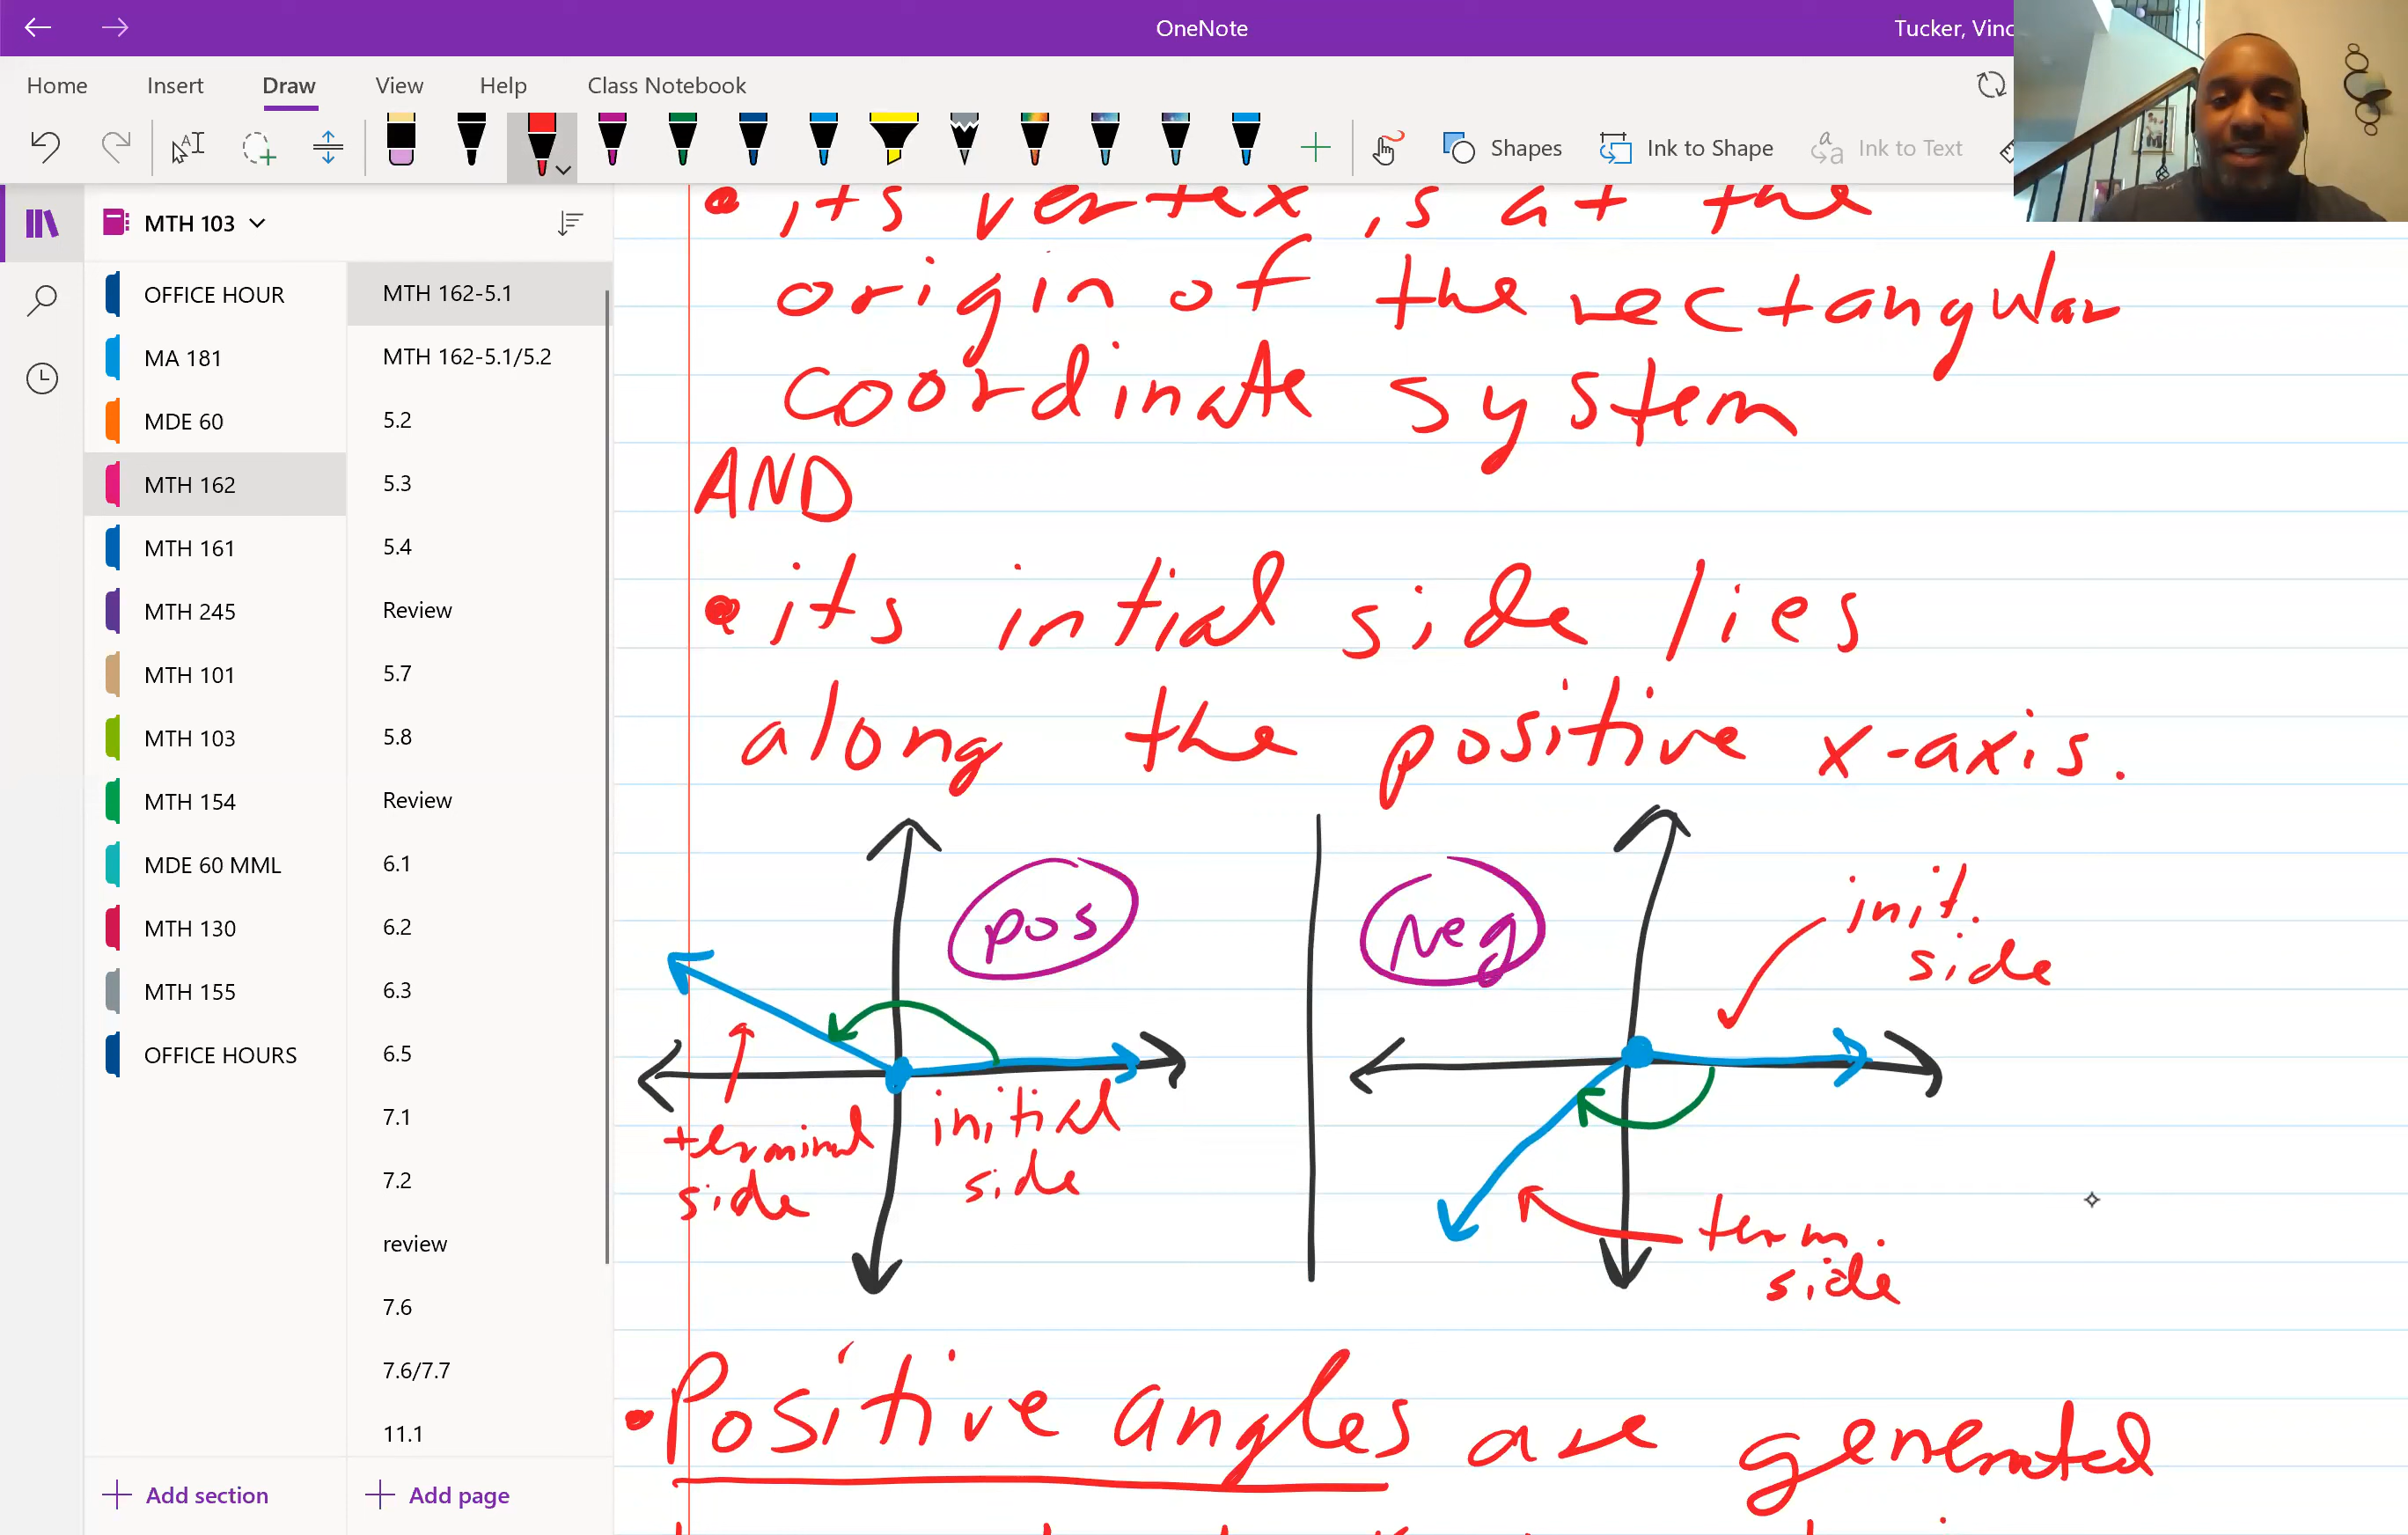 OneNote
Tucker, Vinc
Home Insert Draw View Help Class Notebook
Shapes Ink to Shape Ink to Text
MTH 103
OFFICE HOUR
MA 181
MDE 60
MTH 162
MTH 161
MTH 245
MTH 101
MTH 103
MTH 154
MDE 60 MML
MTH 130
MTH 155
OFFICE HOURS
Add section
MTH 162-5.1
MTH 162-5.1/5.2
5.2
5.3
5.4
Review
5.7
5.8
Review
6.1
6.2
6.3
6.5
7.1
7.2
review
7.6
7.6/7.7
11.1
Add page
• its vertex is at the
origin of the rectangular
coordinate system
AND
• its intial side lies
along the positive x-axis.
pos
terminal
side
initial
side
Neg
init.
side
term.
side
• Positive angles are generated